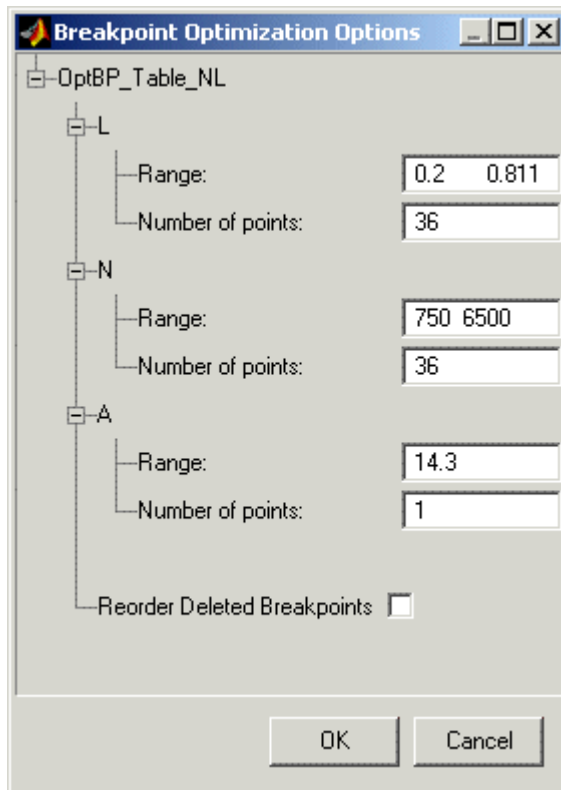 Breakpoint Optimization Options
OptBP_Table_NL
L
Range: 0.2 0.811
Number of points: 36
N
Range: 750 6500
Number of points: 36
A
Range: 14.3
Number of points: 1
Reorder Deleted Breakpoints
OK Cancel